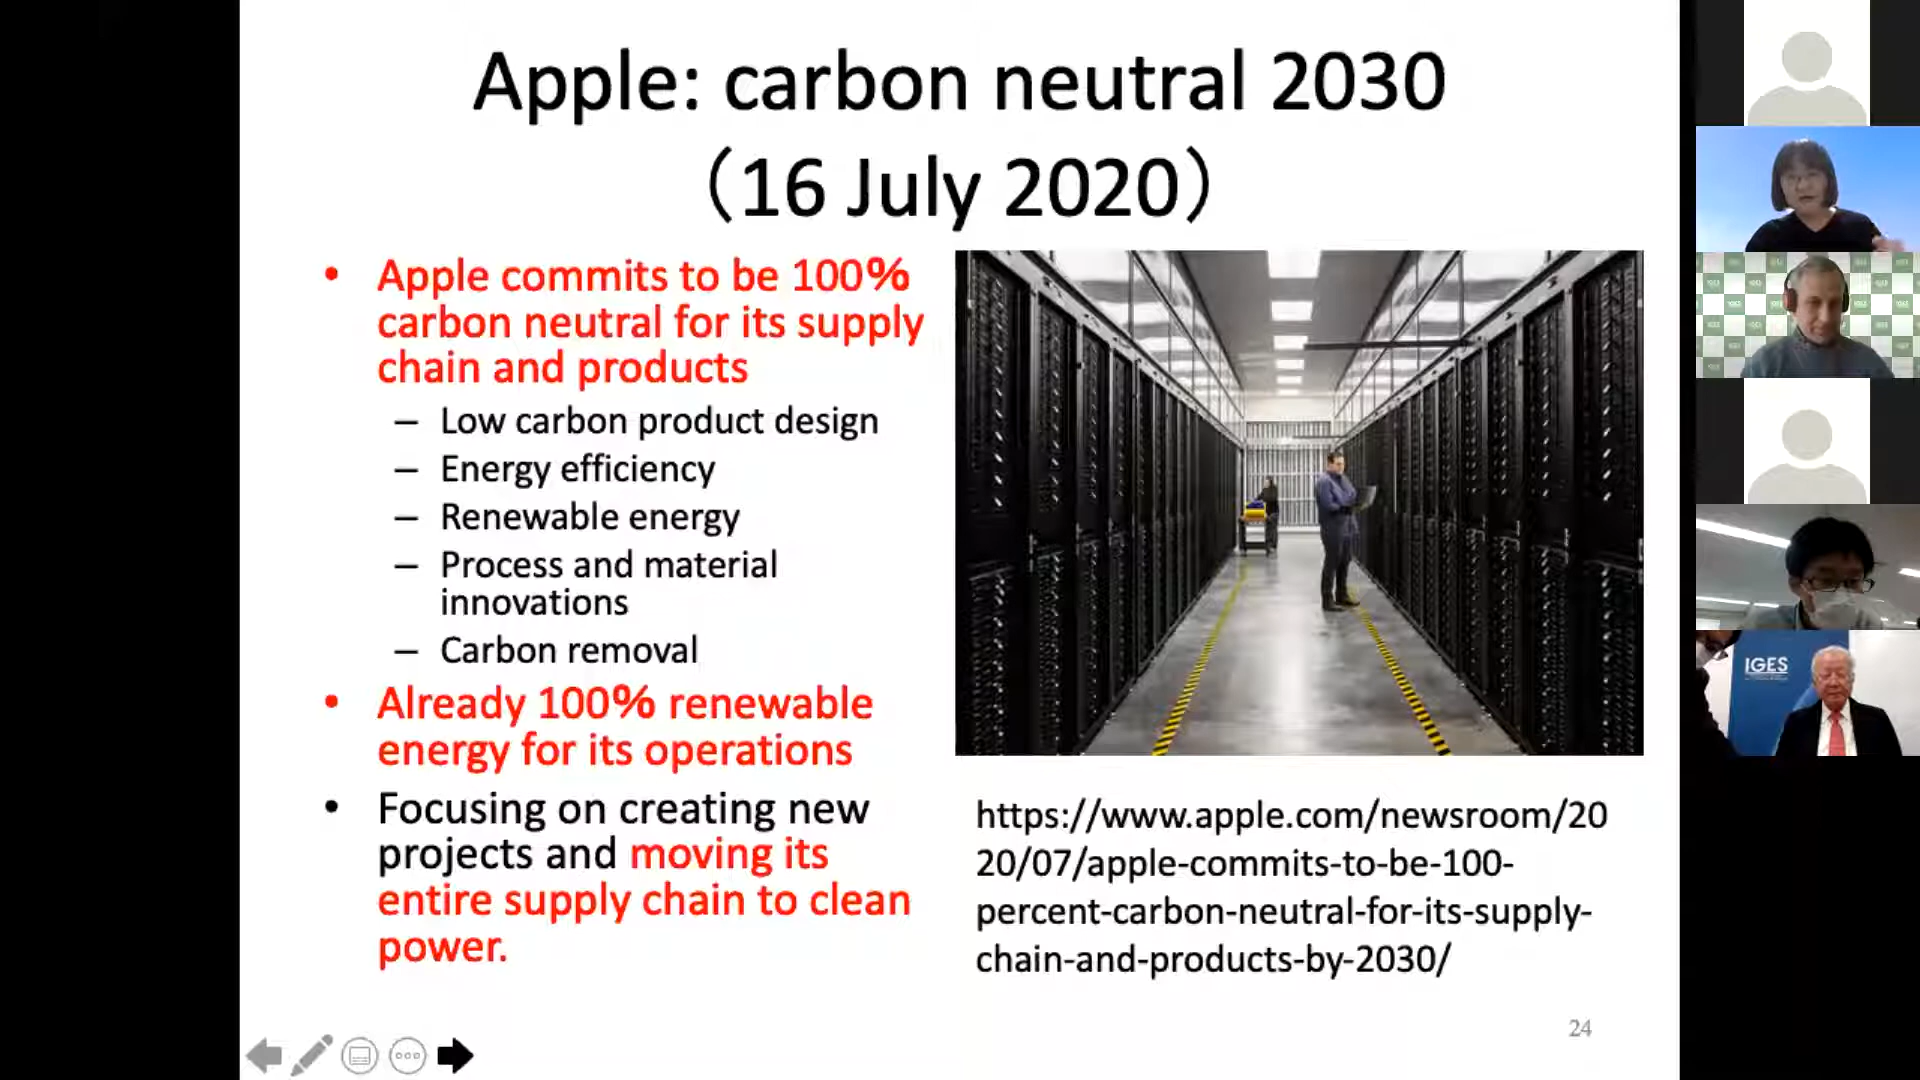 Apple: carbon neutral 2030
（16 July 2020）
• Apple commits to be 100%
carbon neutral for its supply
chain and products
– Low carbon product design
– Energy efficiency
– Renewable energy
– Process and material
innovations
– Carbon removal
• Already 100% renewable
energy for its operations
• Focusing on creating new
projects and moving its
entire supply chain to clean
power.
https://www.apple.com/newsroom/20
20/07/apple-commits-to-be-100-
percent-carbon-neutral-for-its-supply-
chain-and-products-by-2030/
24
IGES